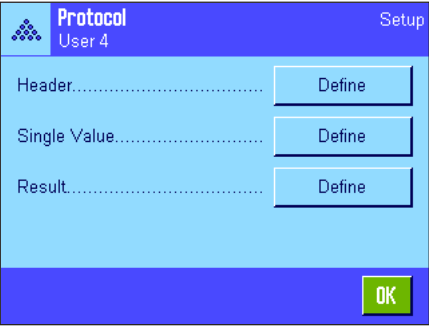 Protocol
Setup
User 4
Header.................................. Define
Single Value.......................... Define
Result................................... Define
OK